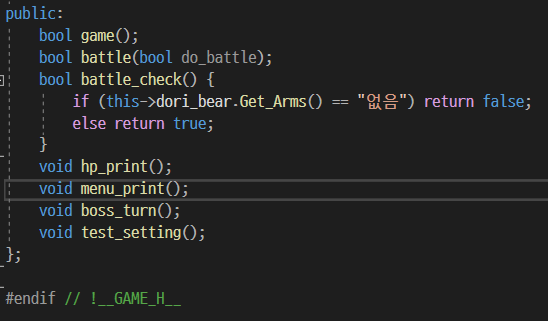 public:
    bool game();
    bool battle(bool do_battle);
    bool battle_check() {
        if (this->dori_bear.Get_Arms() == "없음") return false;
        else return true;
    }
    void hp_print();
    void menu_print();
    void boss_turn();
    void test_setting();
};
#endif // !__GAME_H__